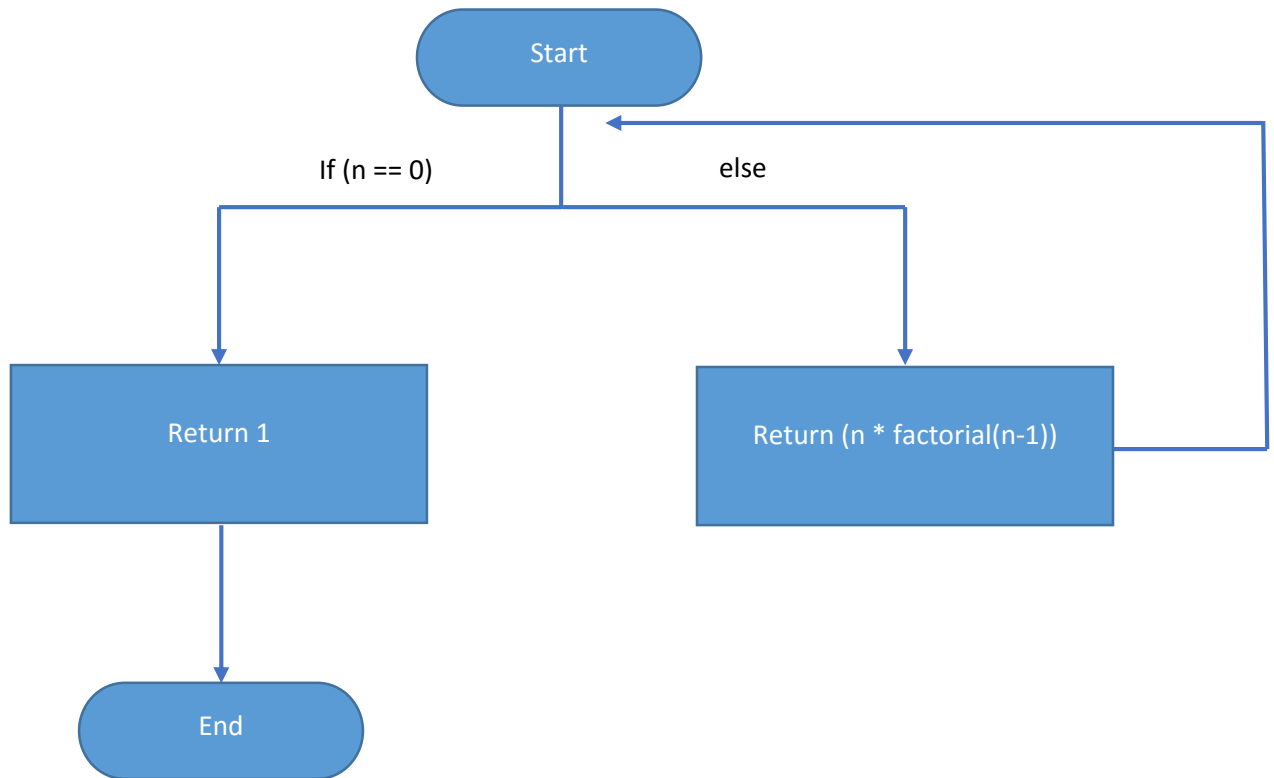 Start
If (n == 0)
else
Return 1
Return (n * factorial(n-1))
End